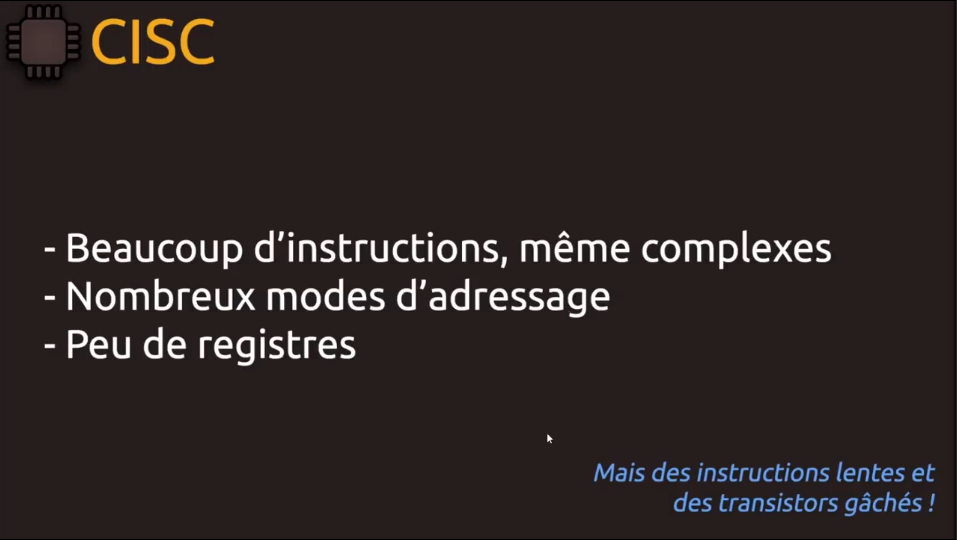 CISC
- Beaucoup d’instructions, même complexes
- Nombreux modes d’adressage
- Peu de registres
Mais des instructions lentes et
des transistors gâchés !